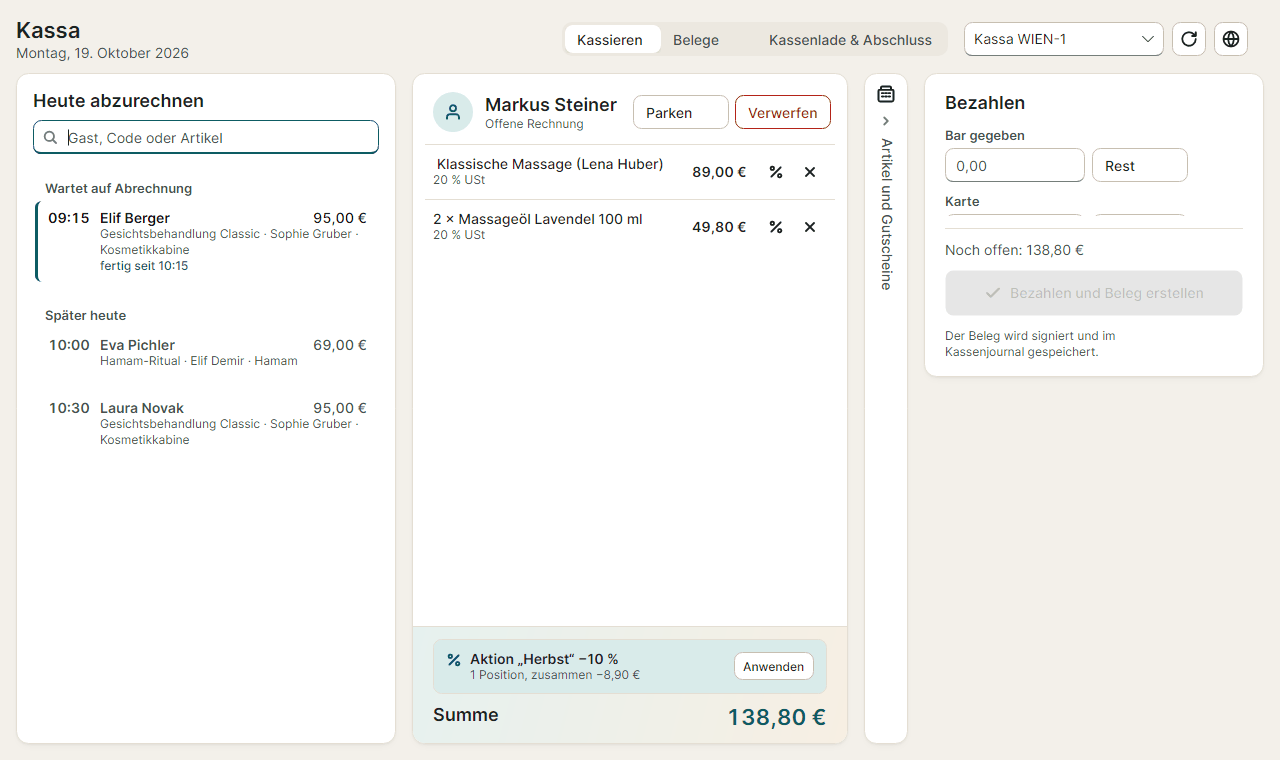 Kassa
Montag, 19. Oktober 2026
Kassieren
Belege
Kassenlade & Abschluss
Kassa WIEN-1
Heute abzurechnen
Gast, Code oder Artikel
Wartet auf Abrechnung
09:15 Elif Berger 95,00 €
Gesichtsbehandlung Classic · Sophie Gruber ·
Kosmetikkabine
fertig seit 10:15
Später heute
10:00 Eva Pichler 69,00 €
Hamam-Ritual · Elif Demir · Hamam
10:30 Laura Novak 95,00 €
Gesichtsbehandlung Classic · Sophie Gruber ·
Kosmetikkabine
Markus Steiner
Offene Rechnung
Parken
Verwerfen
Klassische Massage (Lena Huber) 89,00 €
20 % USt
2 × Massageöl Lavendel 100 ml 49,80 €
20 % USt
Aktion „Herbst“ −10 %
1 Position, zusammen −8,90 €
Anwenden
Summe 138,80 €
Artikel und Gutscheine
Bezahlen
Bar gegeben
0,00
Rest
Karte
Noch offen: 138,80 €
Bezahlen und Beleg erstellen
Der Beleg wird signiert und im
Kassenjournal gespeichert.